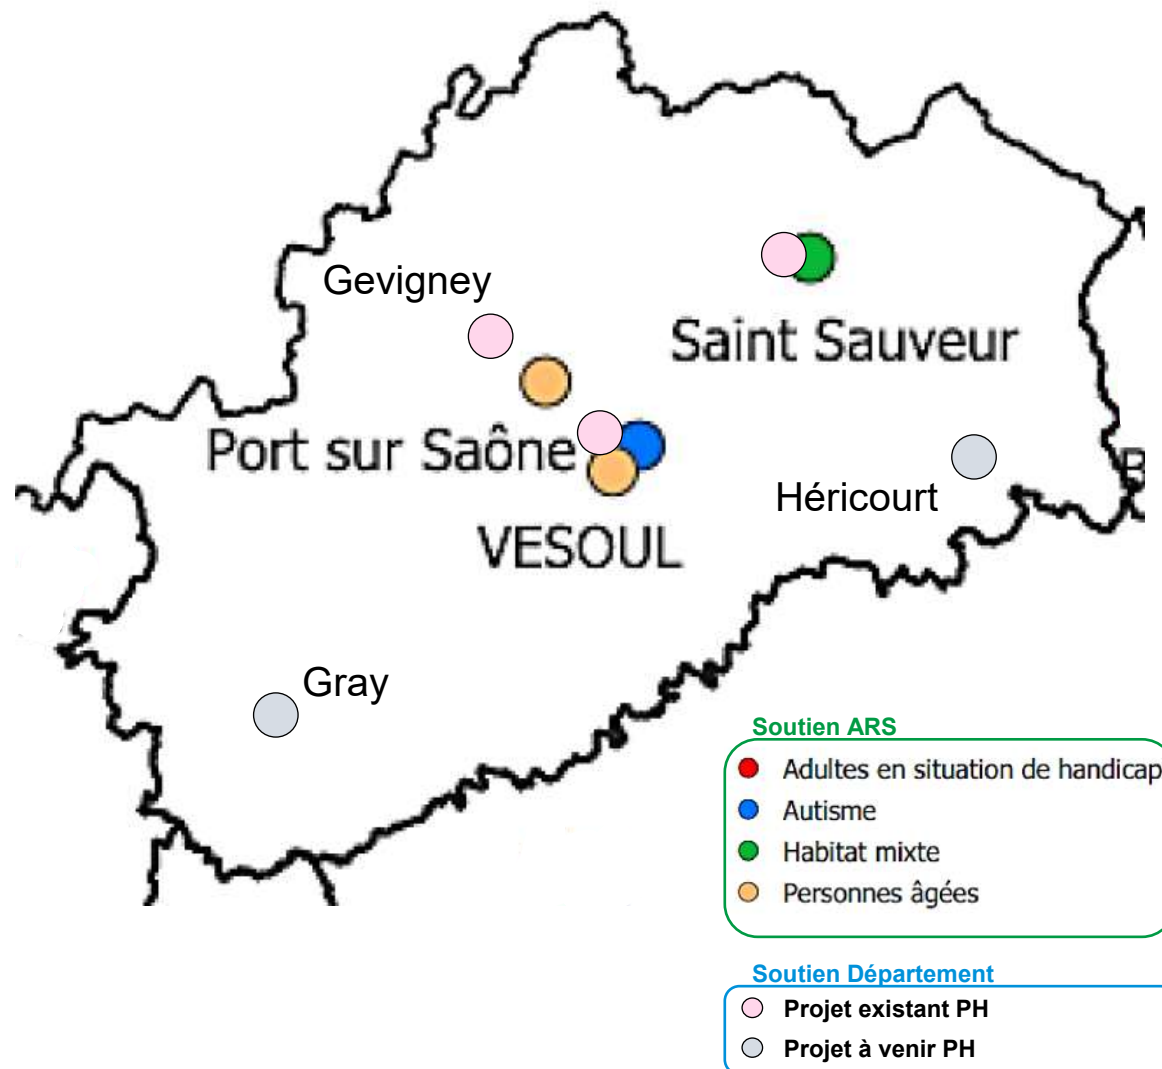 Gevigney
Saint Sauveur
Port sur Saône
Héricourt
VESOUL
Gray
Soutien ARS
Adultes en situation de handicap
Autisme
Habitat mixte
Personnes âgées
Soutien Département
Projet existant PH
Projet à venir PH